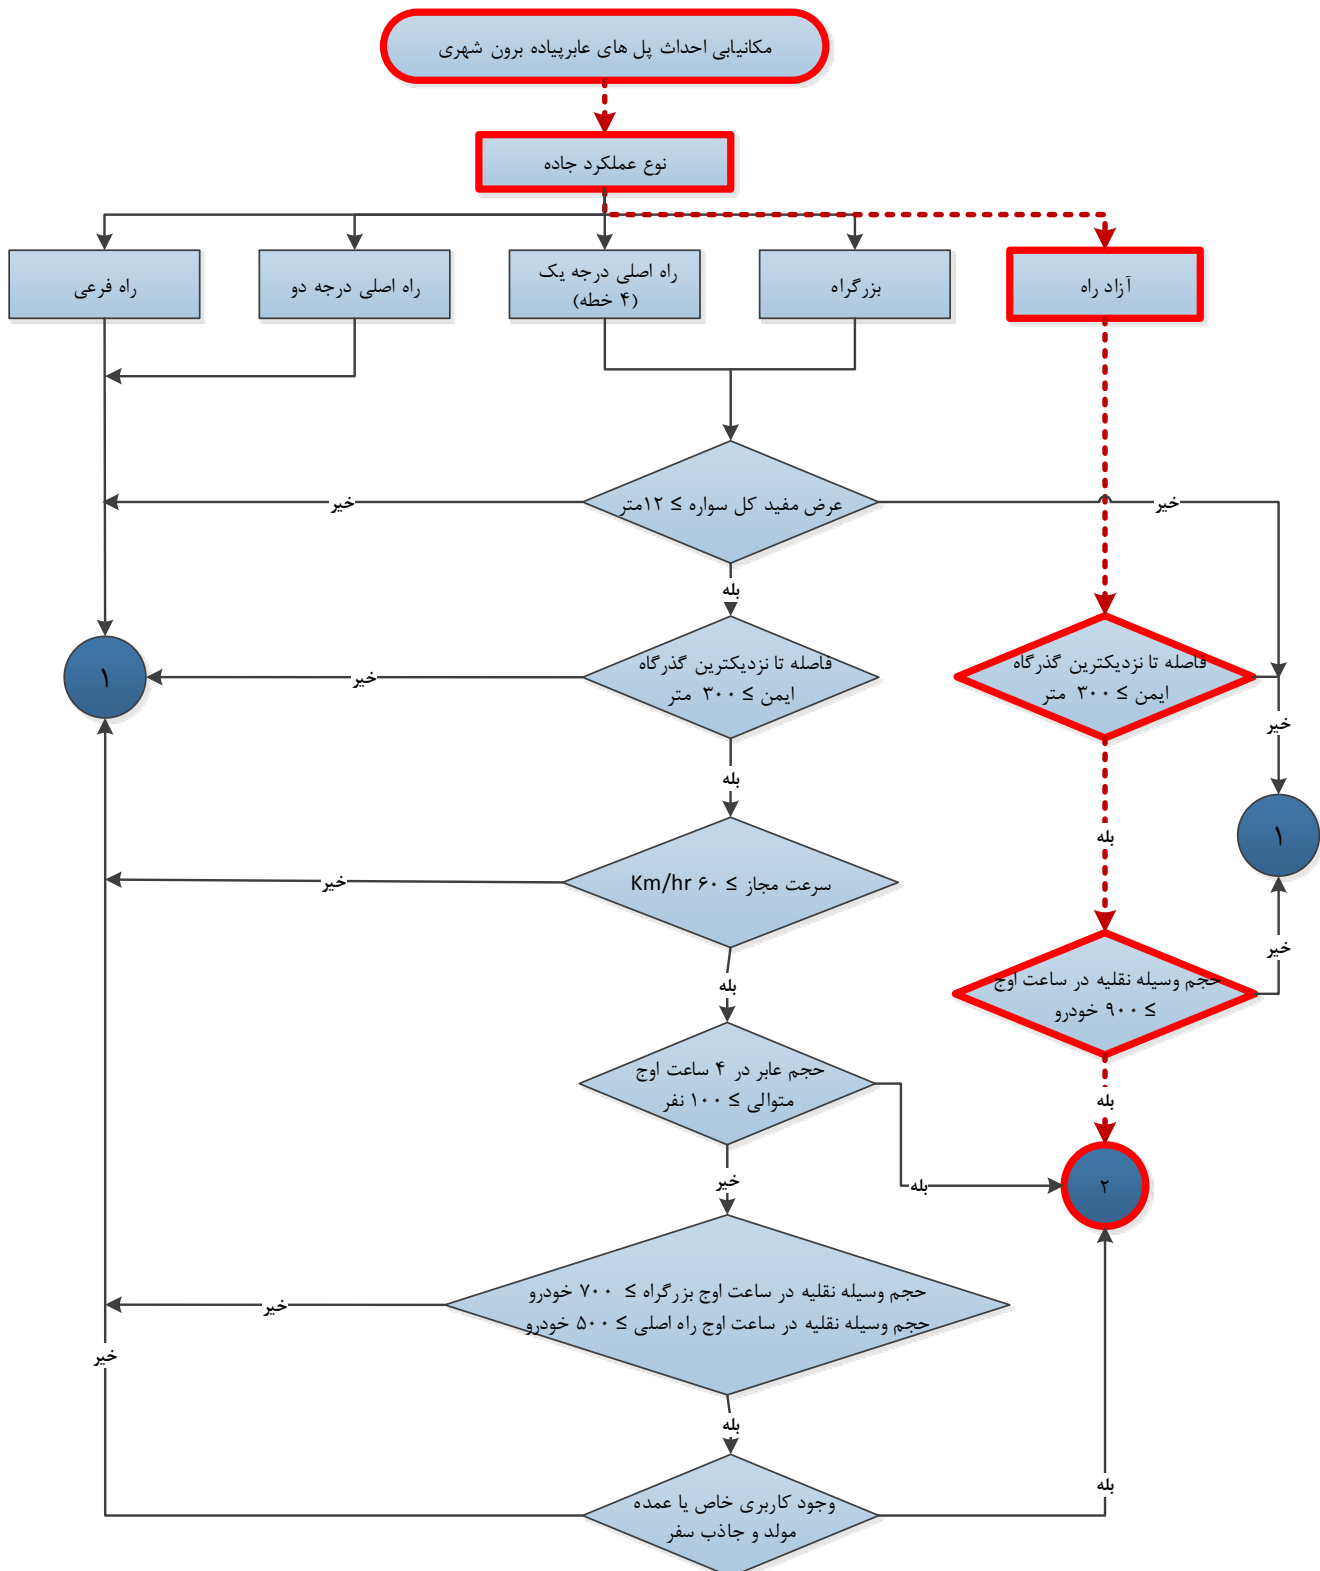 مکانیابی احداث پل های عابرپیاده برون شهری
نوع عملکرد جاده
آزاد راه
بزرگراه
راه اصلی درجه یک
(۴ خطه)
راه اصلی درجه دو
راه فرعی
عرض مفید کل سواره ≥ ۱۲متر
خیر
خیر
بله
فاصله تا نزدیکترین گذرگاه
ایمن ≥ ۳۰۰ متر
فاصله تا نزدیکترین گذرگاه
ایمن ≥ ۳۰۰ متر
خیر
۱
خیر
بله
بله
۱
سرعت مجاز ≥ ۶۰ Km/hr
خیر
خیر
حجم وسیله نقلیه در ساعت اوج
≥ ۹۰۰ خودرو
بله
حجم عابر در ۴ ساعت اوج
متوالی ≥ ۱۰۰ نفر
بله
۲
بله
خیر
حجم وسیله نقلیه در ساعت اوج بزرگراه ≥ ۷۰۰ خودرو
حجم وسیله نقلیه در ساعت اوج راه اصلی ≥ ۵۰۰ خودرو
خیر
خیر
بله
وجود کاربری خاص یا عمده
مولد و جاذب سفر
بله